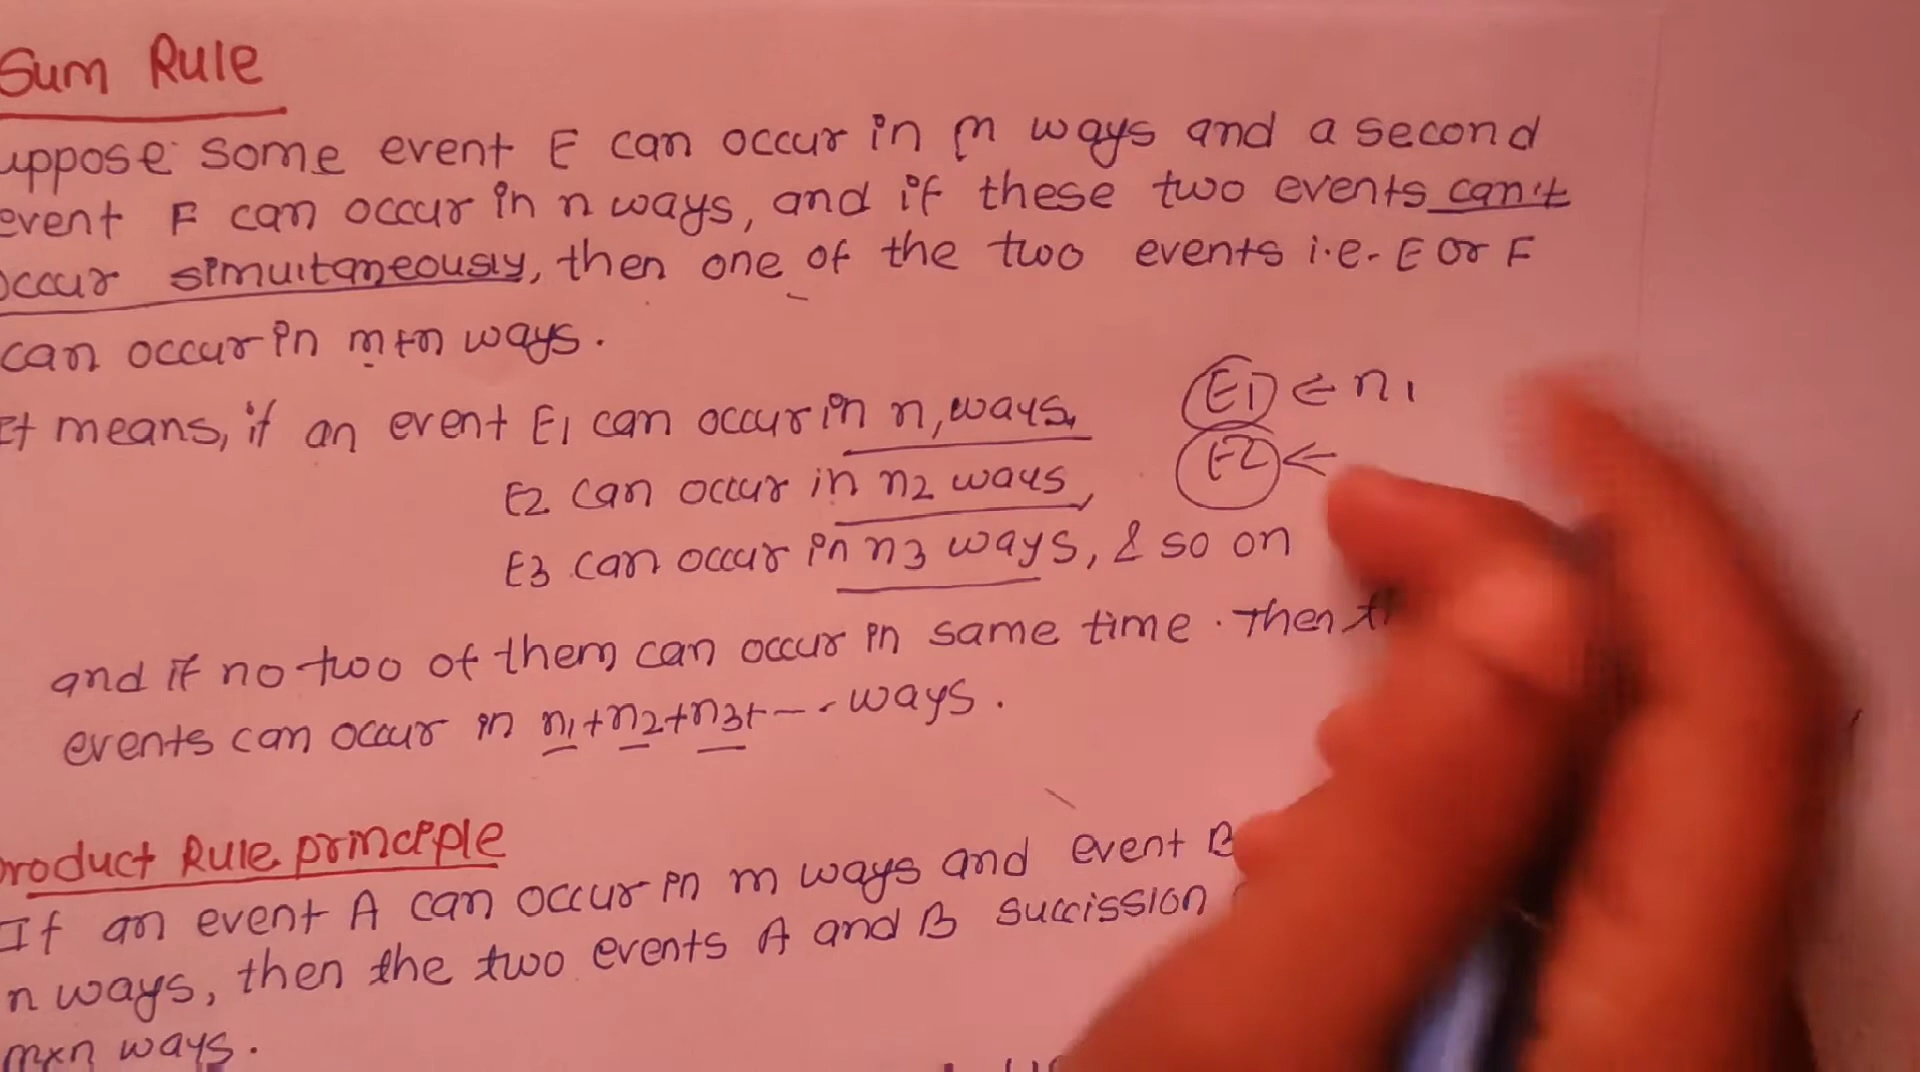 Sum Rule
uppose some event E can occur in m ways and a second
event F can occur in n ways, and if these two events can't
occur simultaneously, then one of the two events i.e. E or F
can occur in m+n ways.
It means, if an event E1 can occur in n1 ways, E1 ← n1
E2 can occur in n2 ways, E2 ←
E3 can occur in n3 ways, & so on
and if no two of them can occur in same time. Then
events can occur in n1+n2+n3+--- ways.
roduct Rule principle
If an event A can occur in m ways and event B
n ways, then the two events A and B succission
mxn ways.